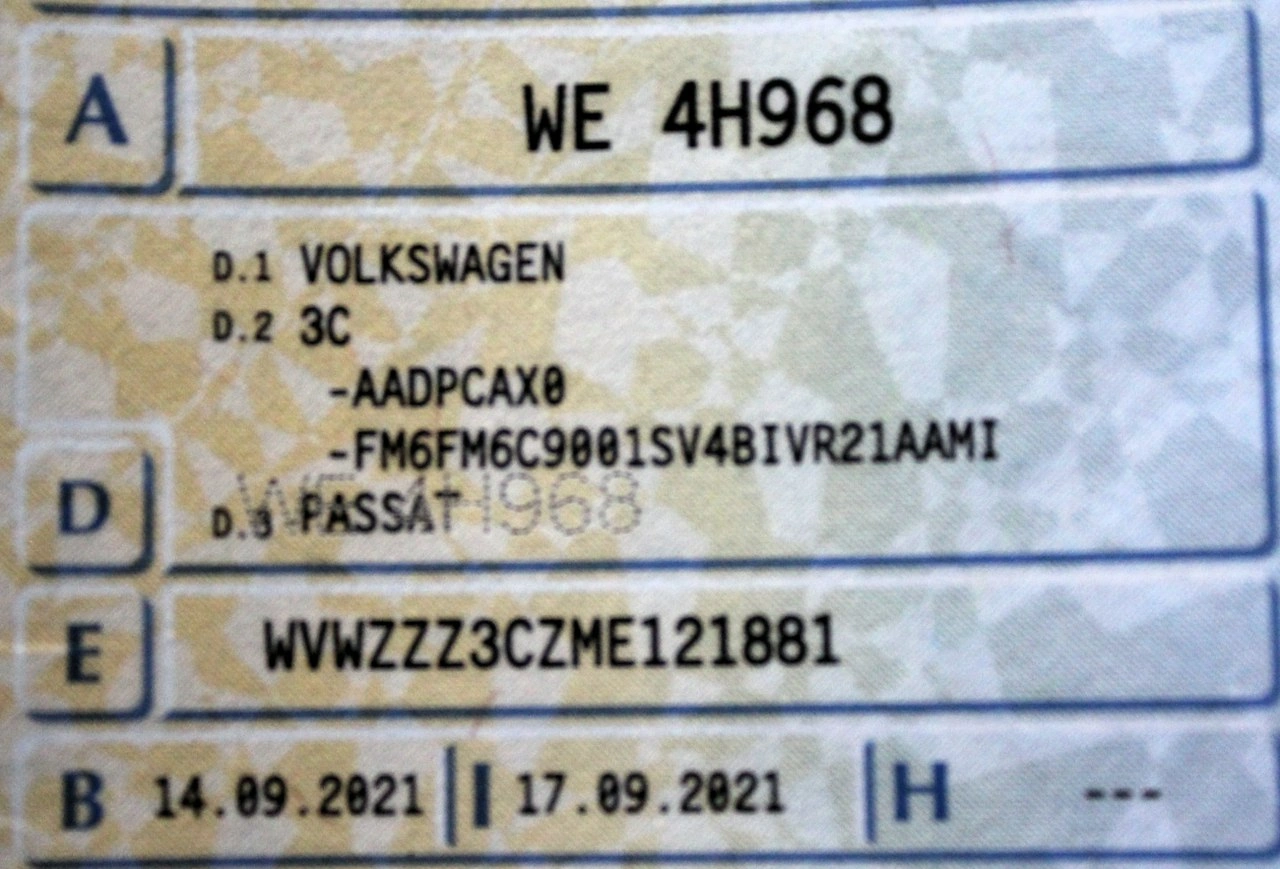 A WE 4H968
D.1 VOLKSWAGEN
D.2 3C
-AADPCAX0
-FM6FM6C9001SV4BIVR21AAMI
WE 4H968
D D.3 PASSAT
E WVWZZZ3CZME121881
B 14.09.2021 I 17.09.2021 H ---